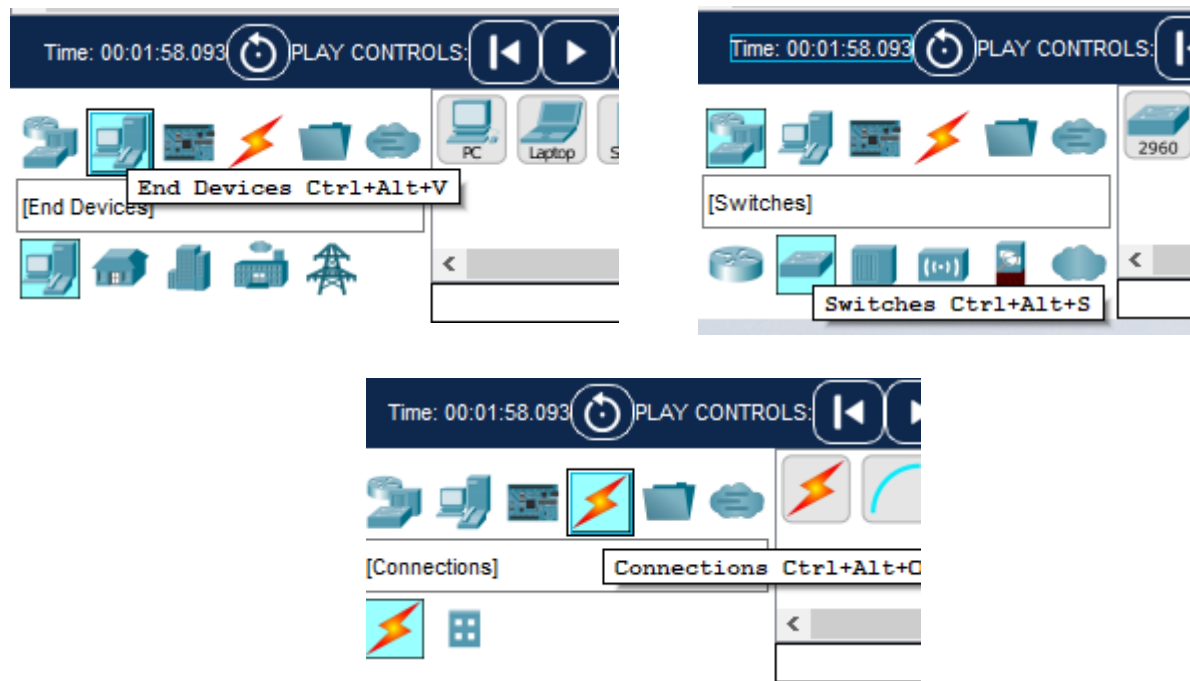 Time: 00:01:58.093 PLAY CONTROLS:
PC Laptop S
End Devices Ctrl+Alt+V
[End Devices]
Time: 00:01:58.093 PLAY CONTROLS:
2960
[Switches]
Switches Ctrl+Alt+S
Time: 00:01:58.093 PLAY CONTROLS:
[Connections]
Connections Ctrl+Alt+O